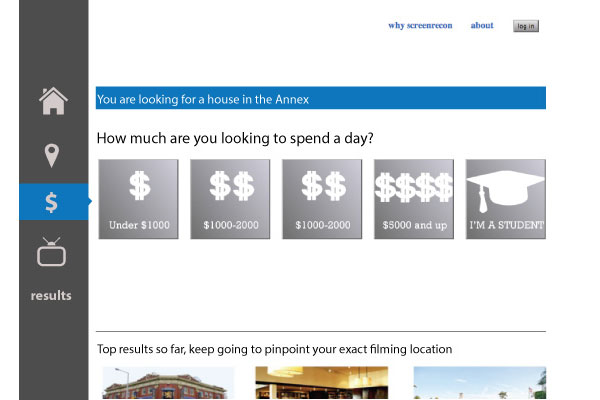 why screenrecon about log in
You are looking for a house in the Annex
How much are you looking to spend a day?
$ $$ $$ $$$$
Under $1000 $1000-2000 $1000-2000 $5000 and up I'M A STUDENT
$
results
Top results so far, keep going to pinpoint your exact filming location